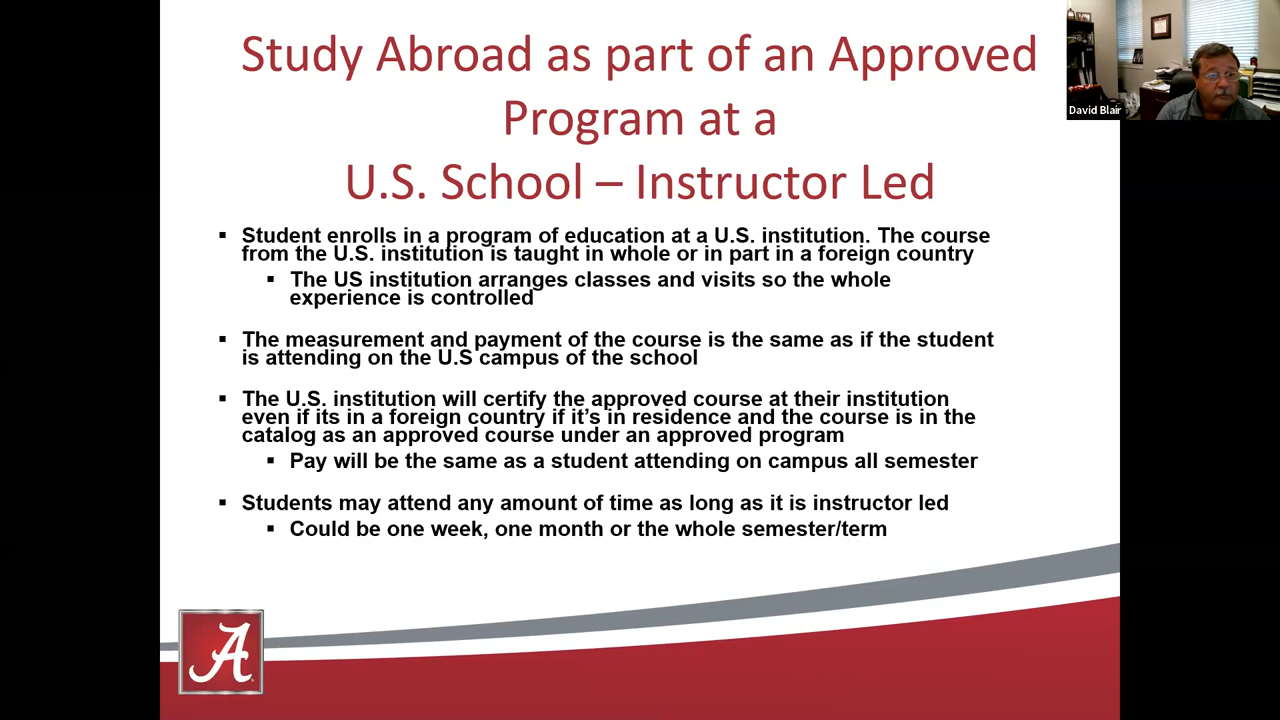 Study Abroad as part of an Approved
Program at a
U.S. School – Instructor Led
David Blair
▪ Student enrolls in a program of education at a U.S. institution. The course
from the U.S. institution is taught in whole or in part in a foreign country
▪ The US institution arranges classes and visits so the whole
experience is controlled
▪ The measurement and payment of the course is the same as if the student
is attending on the U.S campus of the school
▪ The U.S. institution will certify the approved course at their institution
even if its in a foreign country if it’s in residence and the course is in the
catalog as an approved course under an approved program
▪ Pay will be the same as a student attending on campus all semester
▪ Students may attend any amount of time as long as it is instructor led
▪ Could be one week, one month or the whole semester/term
A